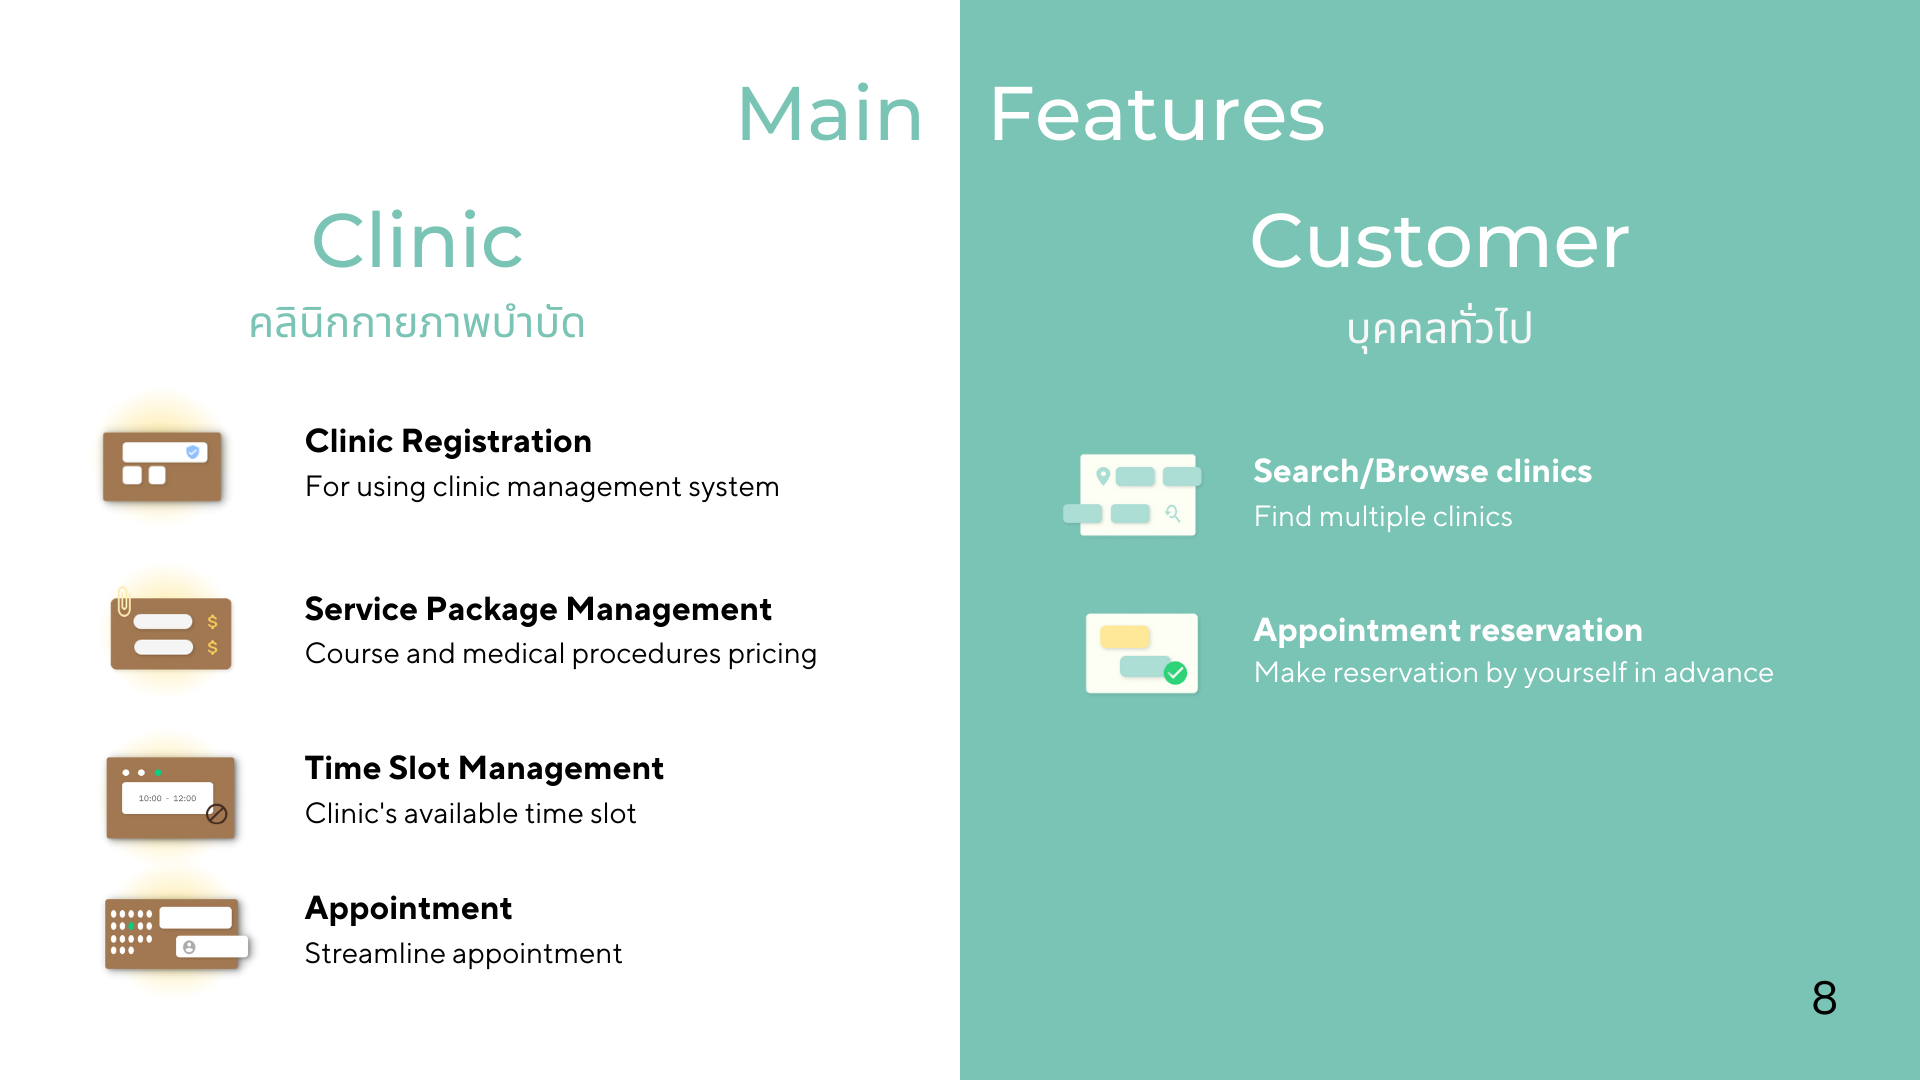 Main Features
Clinic
คลินิกกายภาพบำบัด
Clinic Registration
For using clinic management system
$
Service Package Management
$
Course and medical procedures pricing
Time Slot Management
10:00 - 12:00
Clinic's available time slot
Appointment
Streamline appointment
Customer
บุคคลทั่วไป
Search/Browse clinics
Find multiple clinics
Appointment reservation
Make reservation by yourself in advance
8